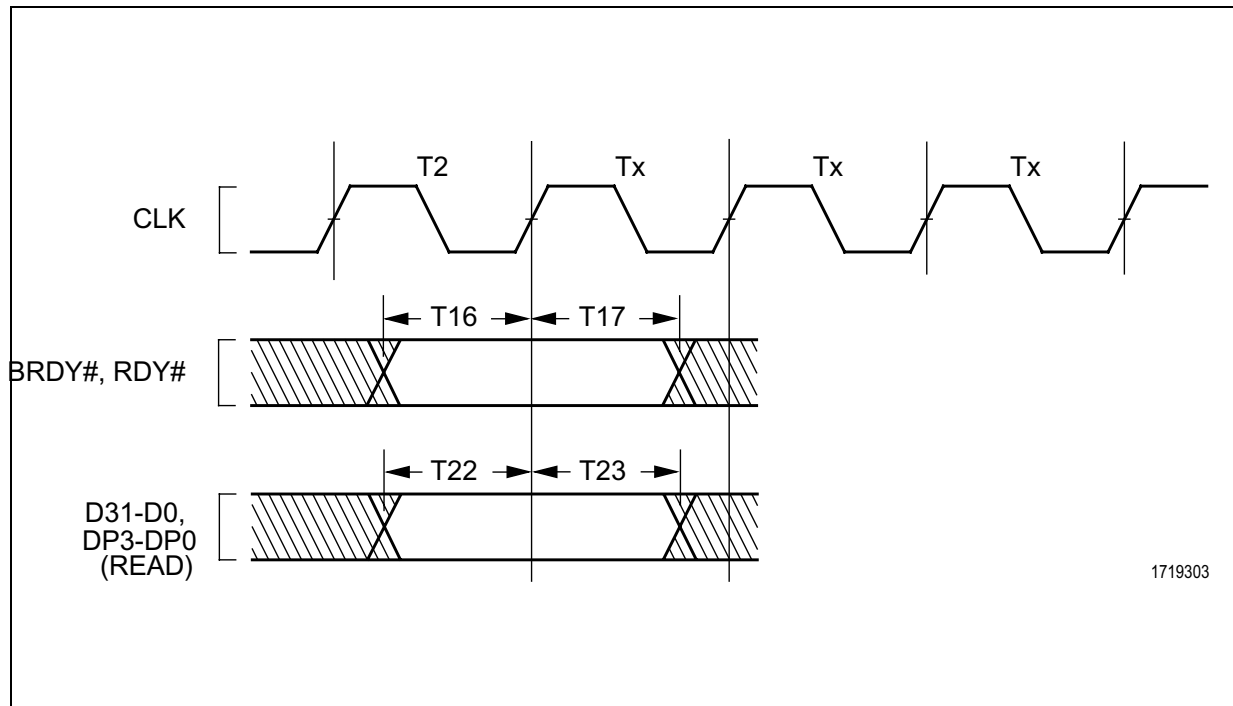 T2 Tx Tx Tx
CLK
T16 T17
BRDY#, RDY#
T22 T23
D31-D0,
DP3-DP0
(READ)
1719303